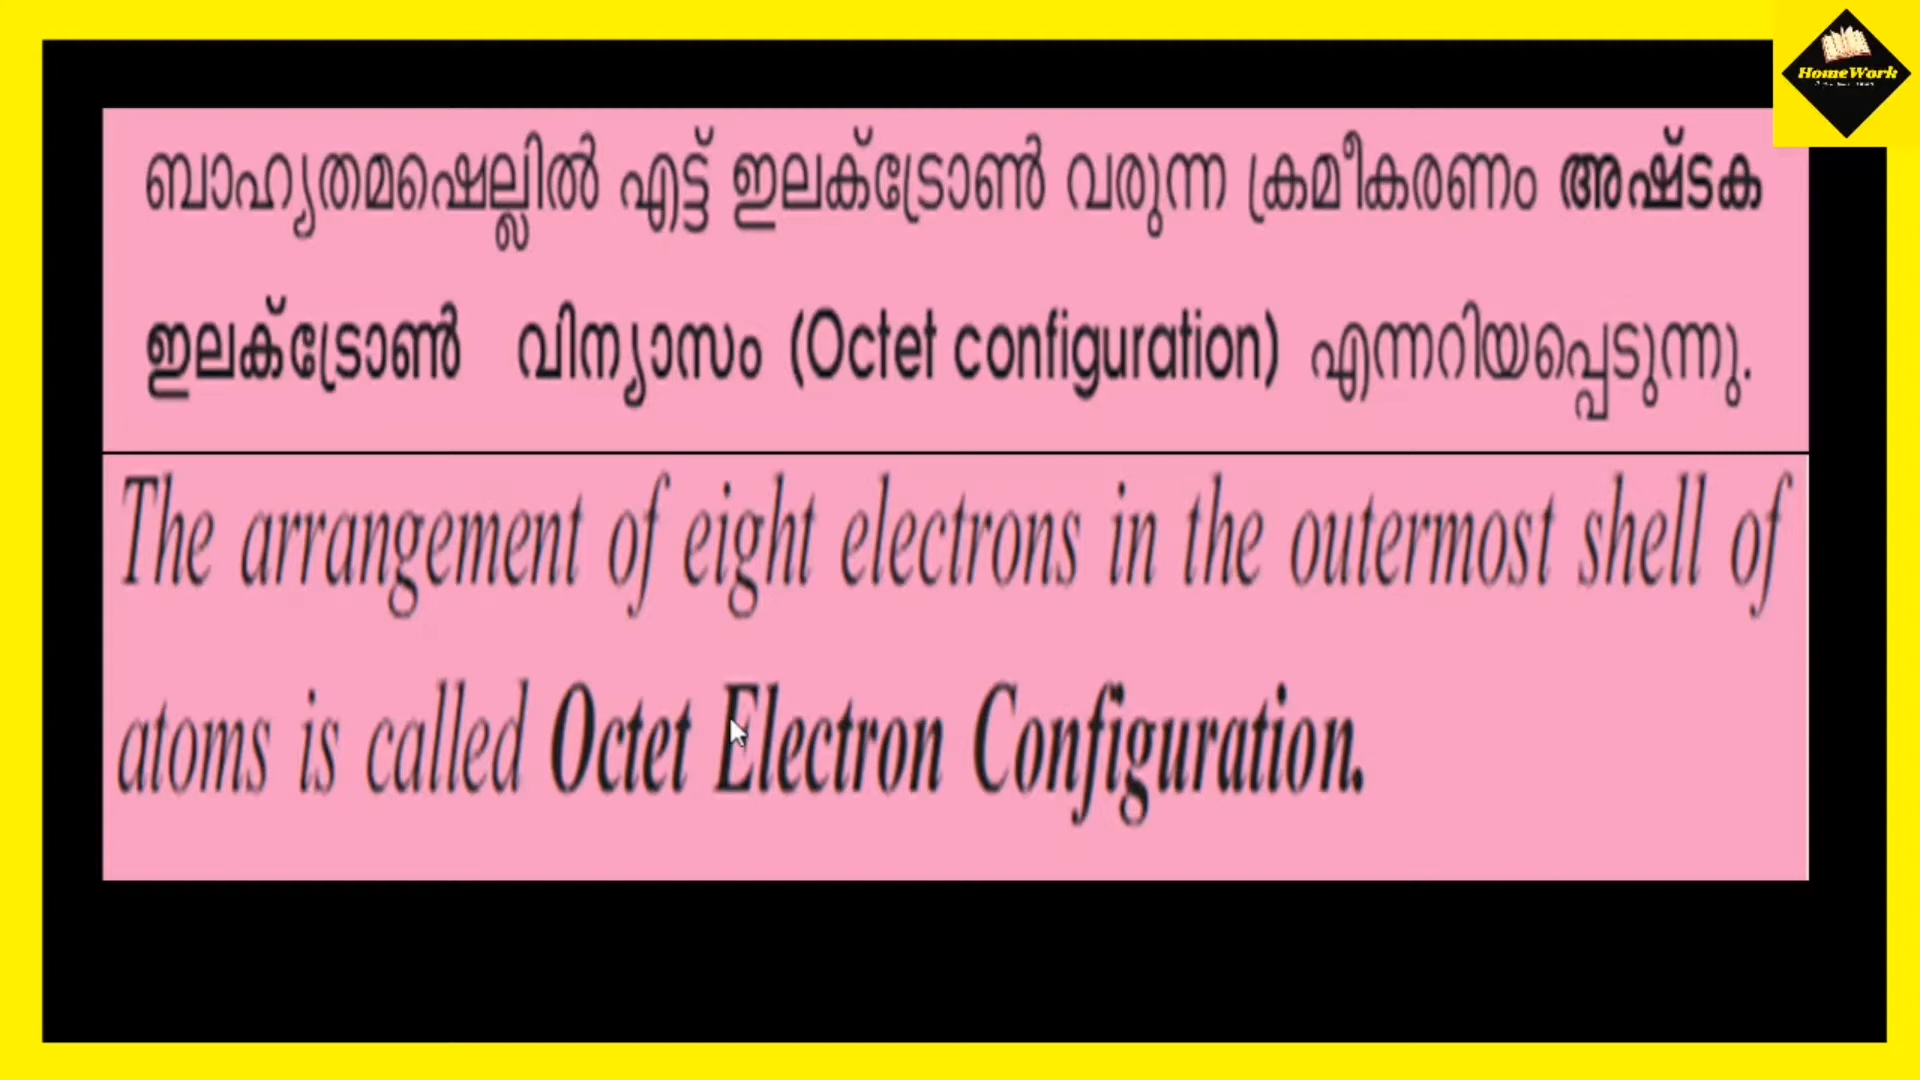 HomeWork
ബാഹ്യതമഷെല്ലിൽ എട്ട് ഇലക്ട്രോൺ വരുന്ന ക്രമീകരണം അഷ്ടക
ഇലക്ട്രോൺ വിന്യാസം (Octet configuration) എന്നറിയപ്പെടുന്നു.
The arrangement of eight electrons in the outermost shell of
atoms is called Octet Electron Configuration.